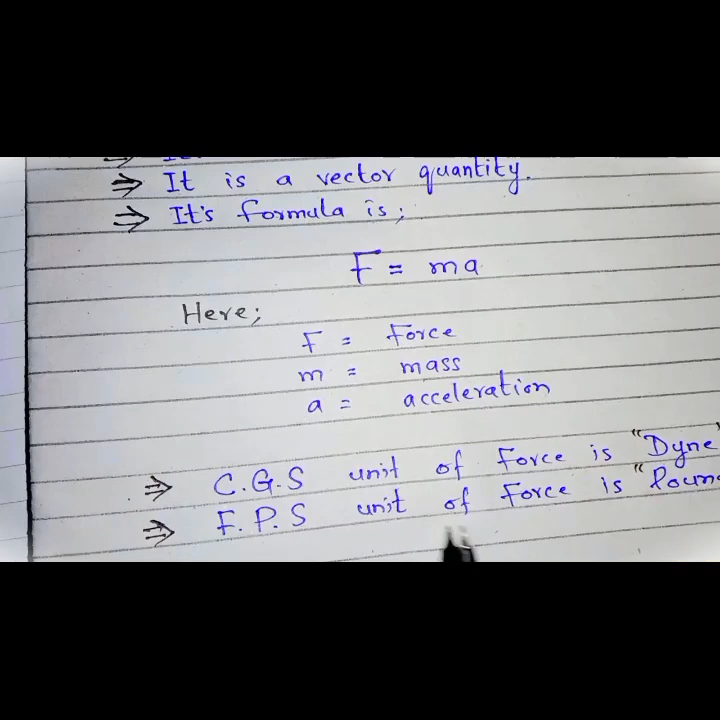 ⇒ It is a vector quantity.
⇒ It's formula is;
F = ma
Here;
F = Force
m = mass
a = acceleration
⇒ C.G.S unit of Force is "Dyne"
⇒ F.P.S unit of Force is "Poun